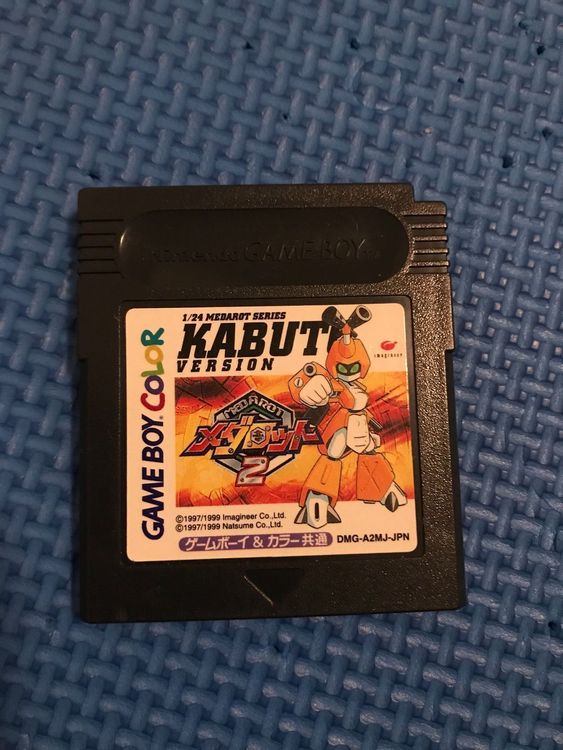 Nintendo GAME BOY
1/24 MEDAROT SERIES
KABUTO
VERSION
imagineer
GAME BOY COLOR
MEDAROT
メダロット
2
©1997/1999 Imagineer Co.,Ltd.
©1997/1999 Natsume Co.,Ltd.
ゲームボーイ&カラー共通 DMG-A2MJ-JPN